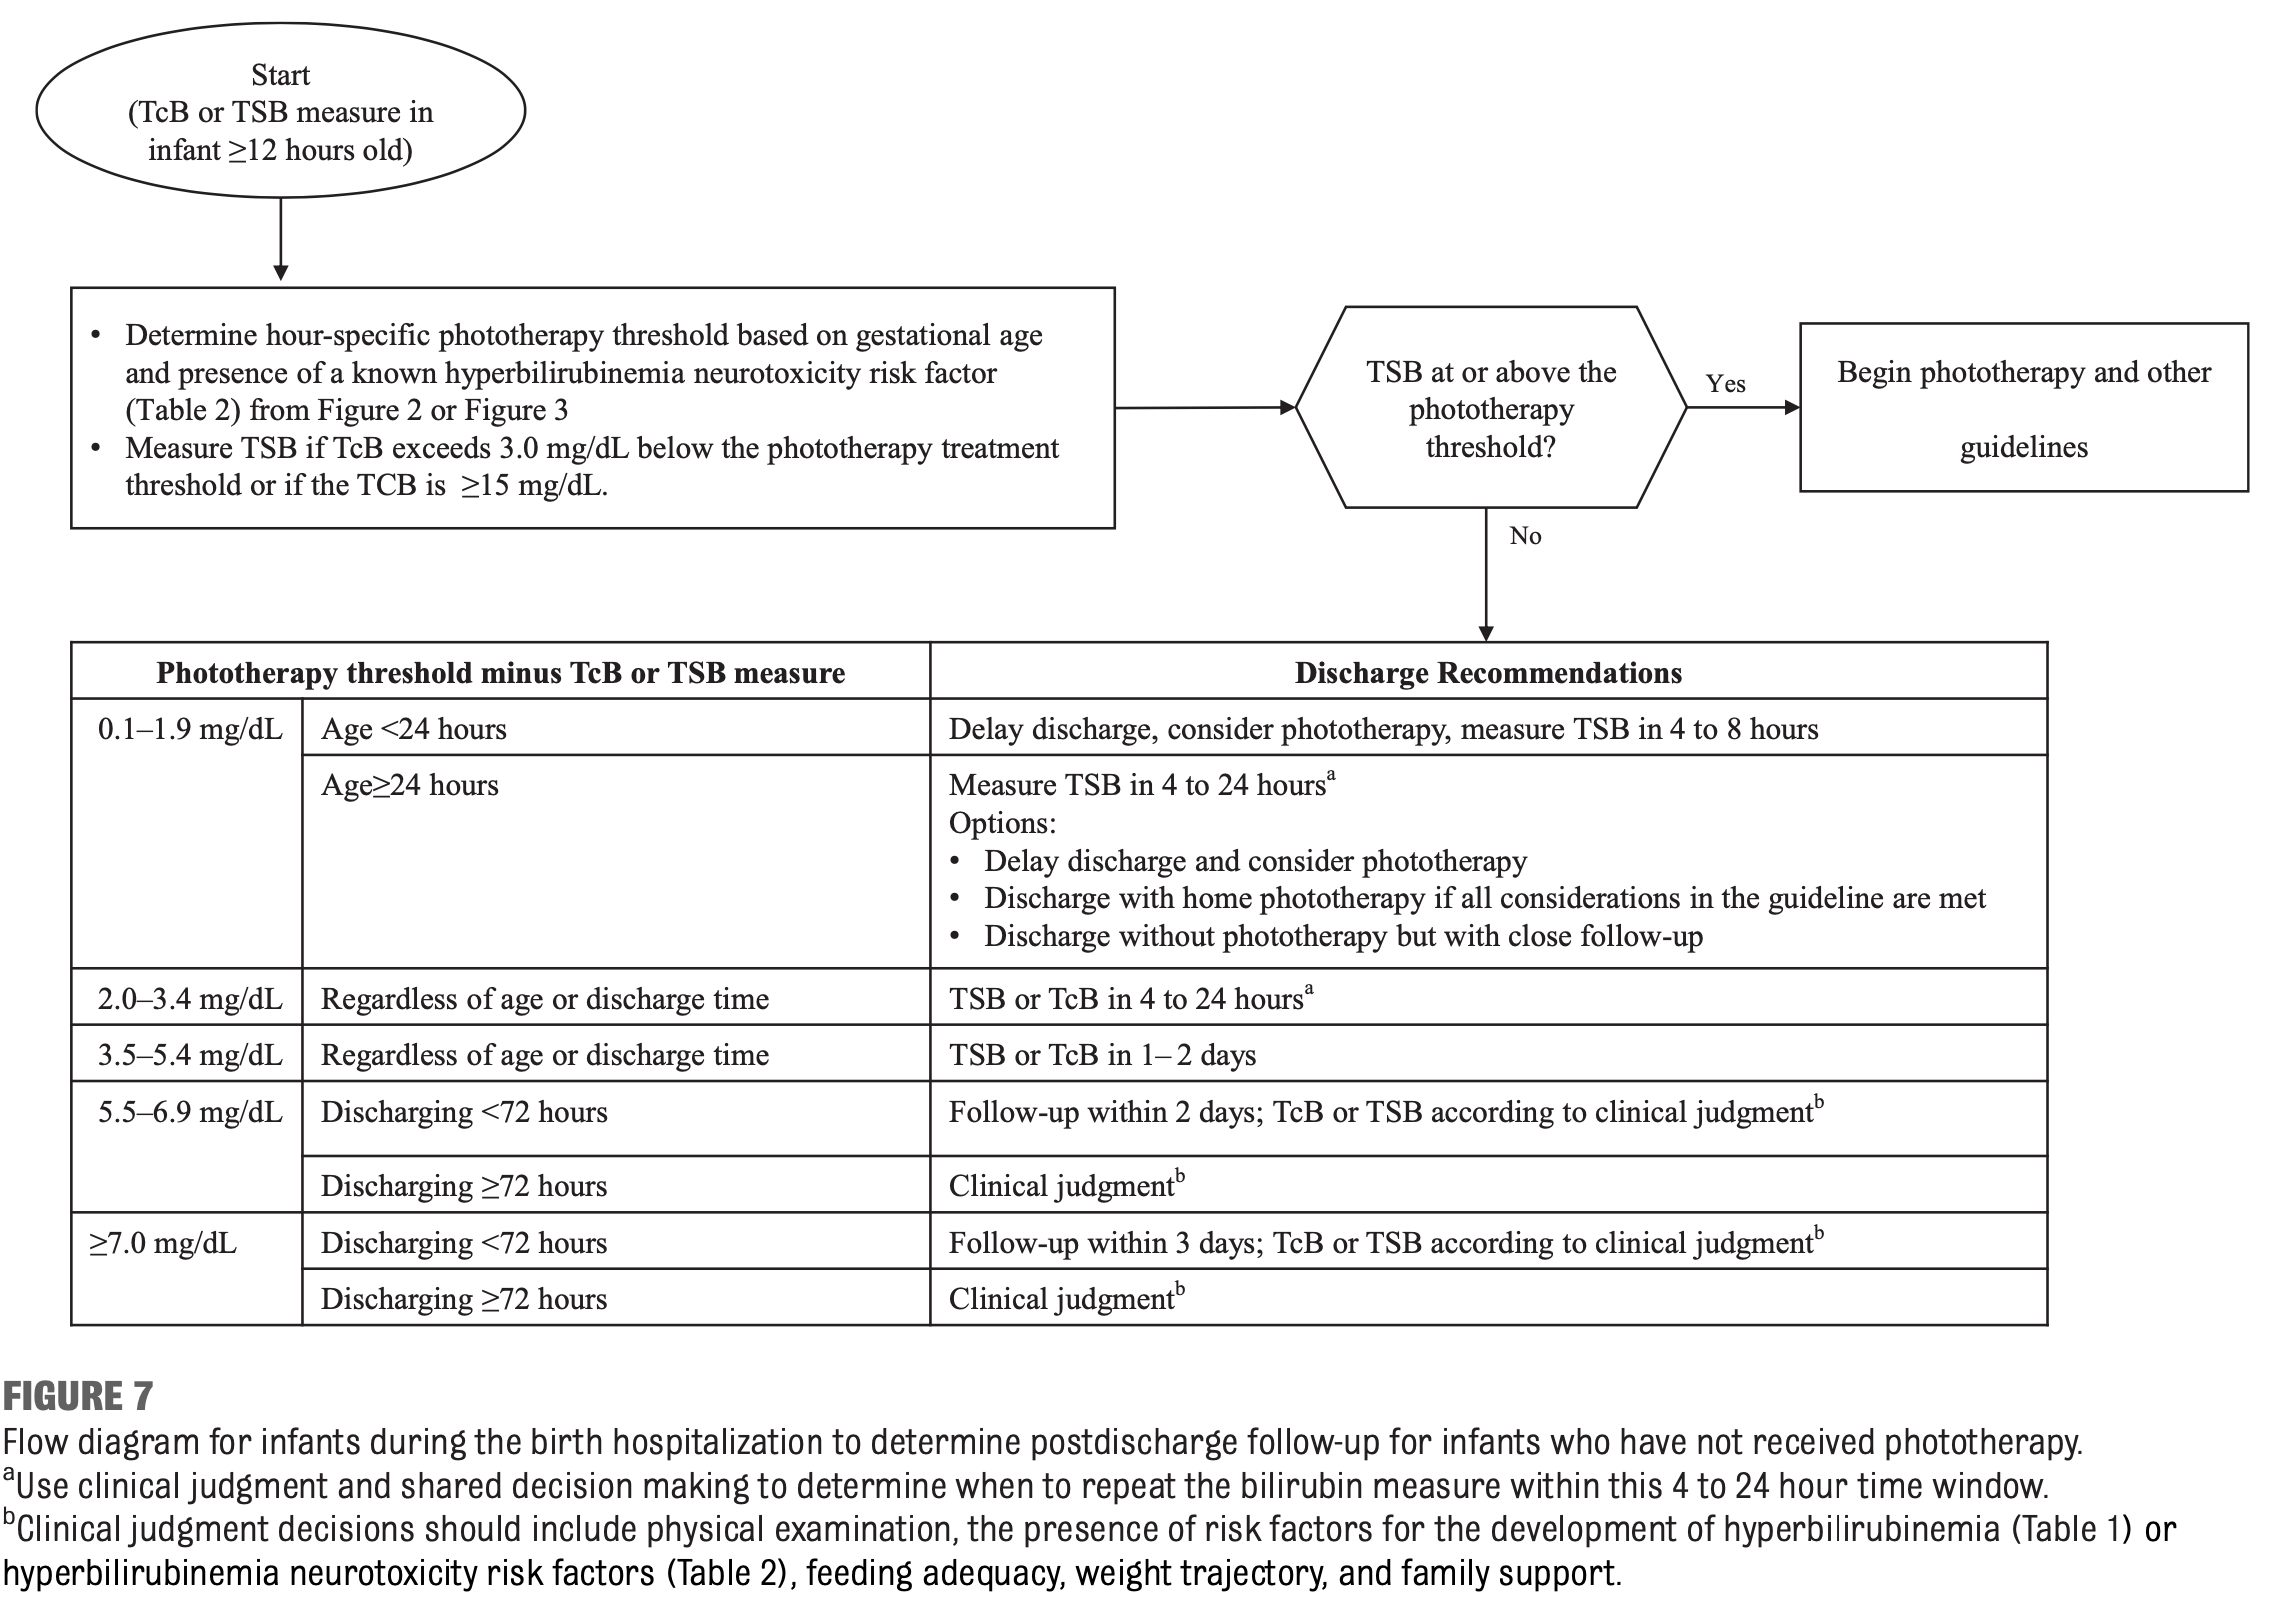 Start
(TcB or TSB measure in
infant ≥12 hours old)
• Determine hour-specific phototherapy threshold based on gestational age
and presence of a known hyperbilirubinemia neurotoxicity risk factor
(Table 2) from Figure 2 or Figure 3
• Measure TSB if TcB exceeds 3.0 mg/dL below the phototherapy treatment
threshold or if the TCB is ≥15 mg/dL.
TSB at or above the
phototherapy
threshold?
Yes
Begin phototherapy and other
guidelines
No
Phototherapy threshold minus TcB or TSB measure
Discharge Recommendations
0.1–1.9 mg/dL
Age <24 hours
Delay discharge, consider phototherapy, measure TSB in 4 to 8 hours
Age≥24 hours
Measure TSB in 4 to 24 hoursᵃ
Options:
• Delay discharge and consider phototherapy
• Discharge with home phototherapy if all considerations in the guideline are met
• Discharge without phototherapy but with close follow-up
2.0–3.4 mg/dL
Regardless of age or discharge time
TSB or TcB in 4 to 24 hoursᵃ
3.5–5.4 mg/dL
Regardless of age or discharge time
TSB or TcB in 1– 2 days
5.5–6.9 mg/dL
Discharging <72 hours
Follow-up within 2 days; TcB or TSB according to clinical judgmentᵇ
Discharging ≥72 hours
Clinical judgmentᵇ
≥7.0 mg/dL
Discharging <72 hours
Follow-up within 3 days; TcB or TSB according to clinical judgmentᵇ
Discharging ≥72 hours
Clinical judgmentᵇ
FIGURE 7
Flow diagram for infants during the birth hospitalization to determine postdischarge follow-up for infants who have not received phototherapy.
ᵃUse clinical judgment and shared decision making to determine when to repeat the bilirubin measure within this 4 to 24 hour time window.
ᵇClinical judgment decisions should include physical examination, the presence of risk factors for the development of hyperbilirubinemia (Table 1) or
hyperbilirubinemia neurotoxicity risk factors (Table 2), feeding adequacy, weight trajectory, and family support.